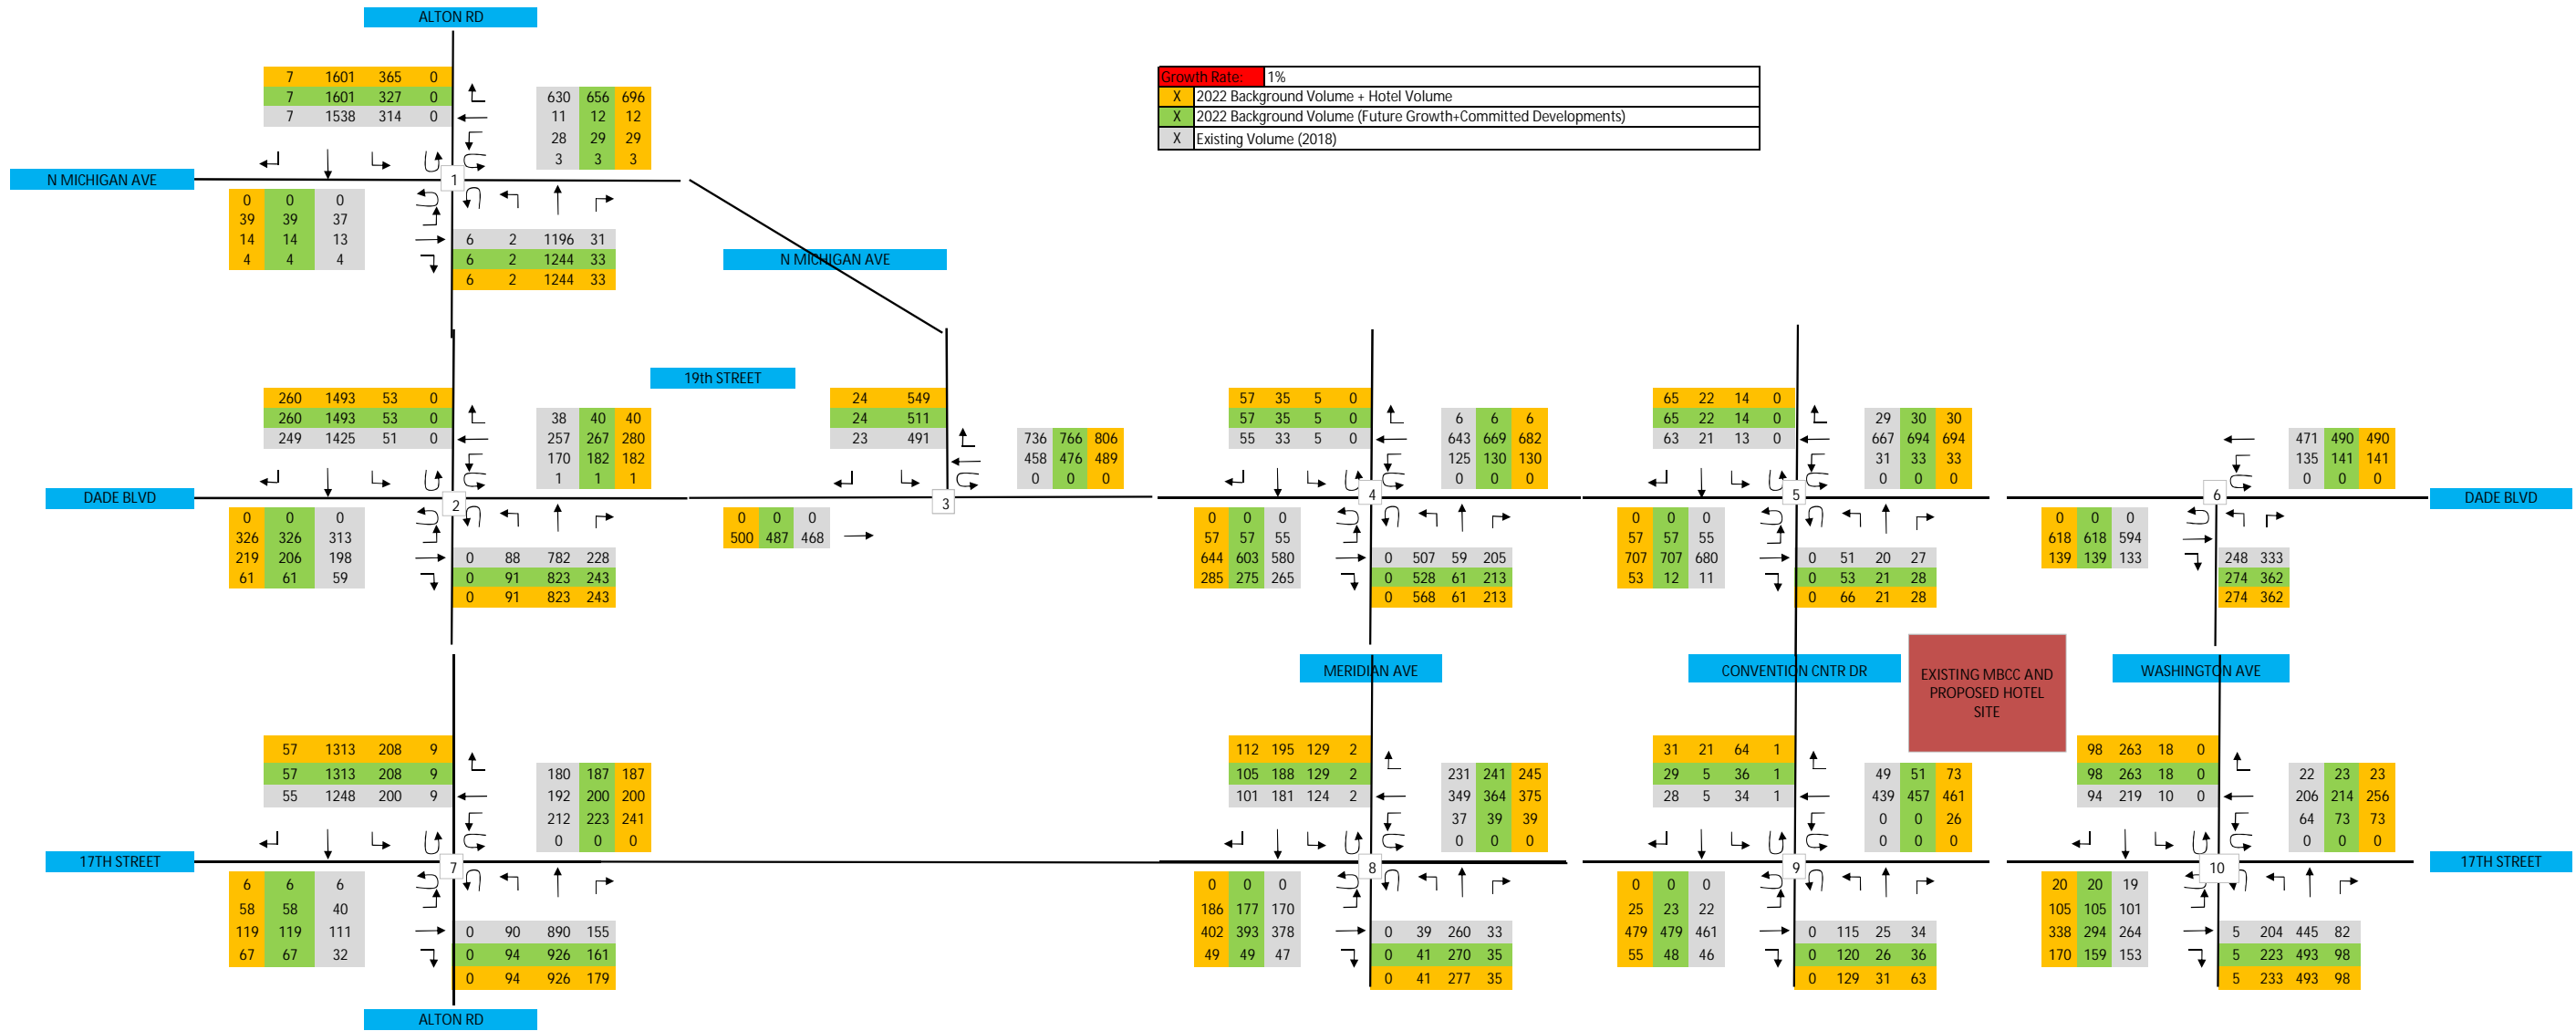 ALTON RD
7 1601 365 0
7 1601 327 0
7 1538 314 0
630 656 696
11 12 12
28 29 29
3 3 3
Growth Rate: 1%
X 2022 Background Volume + Hotel Volume
X 2022 Background Volume (Future Growth+Committed Developments)
X Existing Volume (2018)
N MICHIGAN AVE
1
0 0 0
39 39 37
14 14 13
4 4 4
6 2 1196 31
6 2 1244 33
6 2 1244 33
N MICHIGAN AVE
19th STREET
260 1493 53 0
260 1493 53 0
249 1425 51 0
38 40 40
257 267 280
170 182 182
1 1 1
24 549
24 511
23 491
736 766 806
458 476 489
0 0 0
57 35 5 0
57 35 5 0
55 33 5 0
6 6 6
643 669 682
125 130 130
0 0 0
65 22 14 0
65 22 14 0
63 21 13 0
29 30 30
667 694 694
31 33 33
0 0 0
471 490 490
135 141 141
0 0 0
DADE BLVD
2
3
4
5
6
DADE BLVD
0 0 0
326 326 313
219 206 198
61 61 59
0 88 782 228
0 91 823 243
0 91 823 243
0 0 0
500 487 468
0 0 0
57 57 55
644 603 580
285 275 265
0 507 59 205
0 528 61 213
0 568 61 213
0 0 0
57 57 55
707 707 680
53 12 11
0 51 20 27
0 53 21 28
0 66 21 28
0 0 0
618 618 594
139 139 133
248 333
274 362
274 362
MERIDIAN AVE
CONVENTION CNTR DR
EXISTING MBCC AND
PROPOSED HOTEL
SITE
WASHINGTON AVE
57 1313 208 9
57 1313 208 9
55 1248 200 9
180 187 187
192 200 200
212 223 241
0 0 0
112 195 129 2
105 188 129 2
101 181 124 2
231 241 245
349 364 375
37 39 39
0 0 0
31 21 64 1
29 5 36 1
28 5 34 1
49 51 73
439 457 461
0 0 26
0 0 0
98 263 18 0
98 263 18 0
94 219 10 0
22 23 23
206 214 256
64 73 73
0 0 0
17TH STREET
7
8
9
10
17TH STREET
6 6 6
58 58 40
119 119 111
67 67 32
0 90 890 155
0 94 926 161
0 94 926 179
0 0 0
186 177 170
402 393 378
49 49 47
0 39 260 33
0 41 270 35
0 41 277 35
0 0 0
25 23 22
479 479 461
55 48 46
0 115 25 34
0 120 26 36
0 129 31 63
20 20 19
105 105 101
338 294 264
170 159 153
5 204 445 82
5 223 493 98
5 233 493 98
ALTON RD